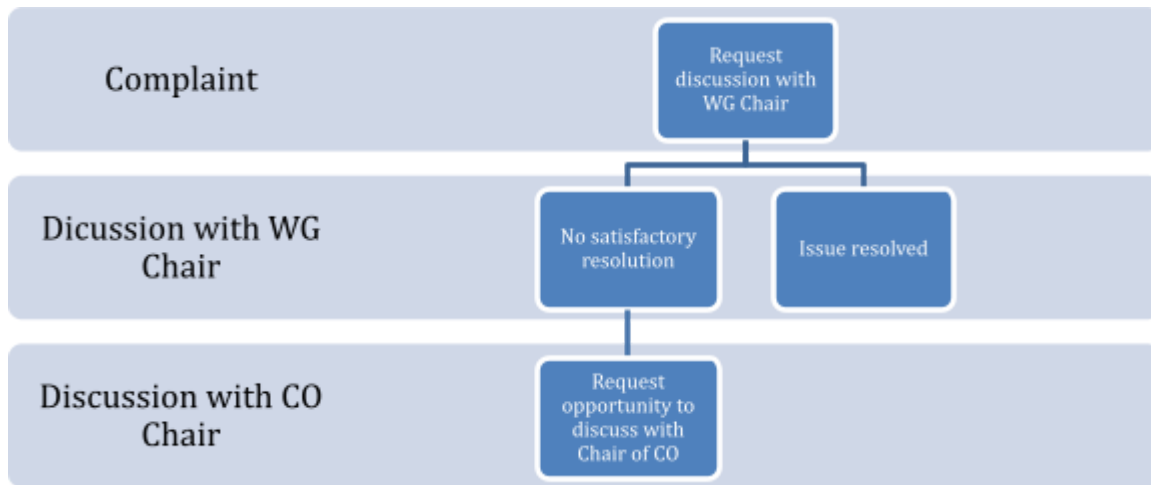 Complaint
Request
discussion with
WG Chair
Dicussion with WG
Chair
No satisfactory
resolution
Issue resolved
Discussion with CO
Chair
Request
opportunity to
discuss with
Chair of CO